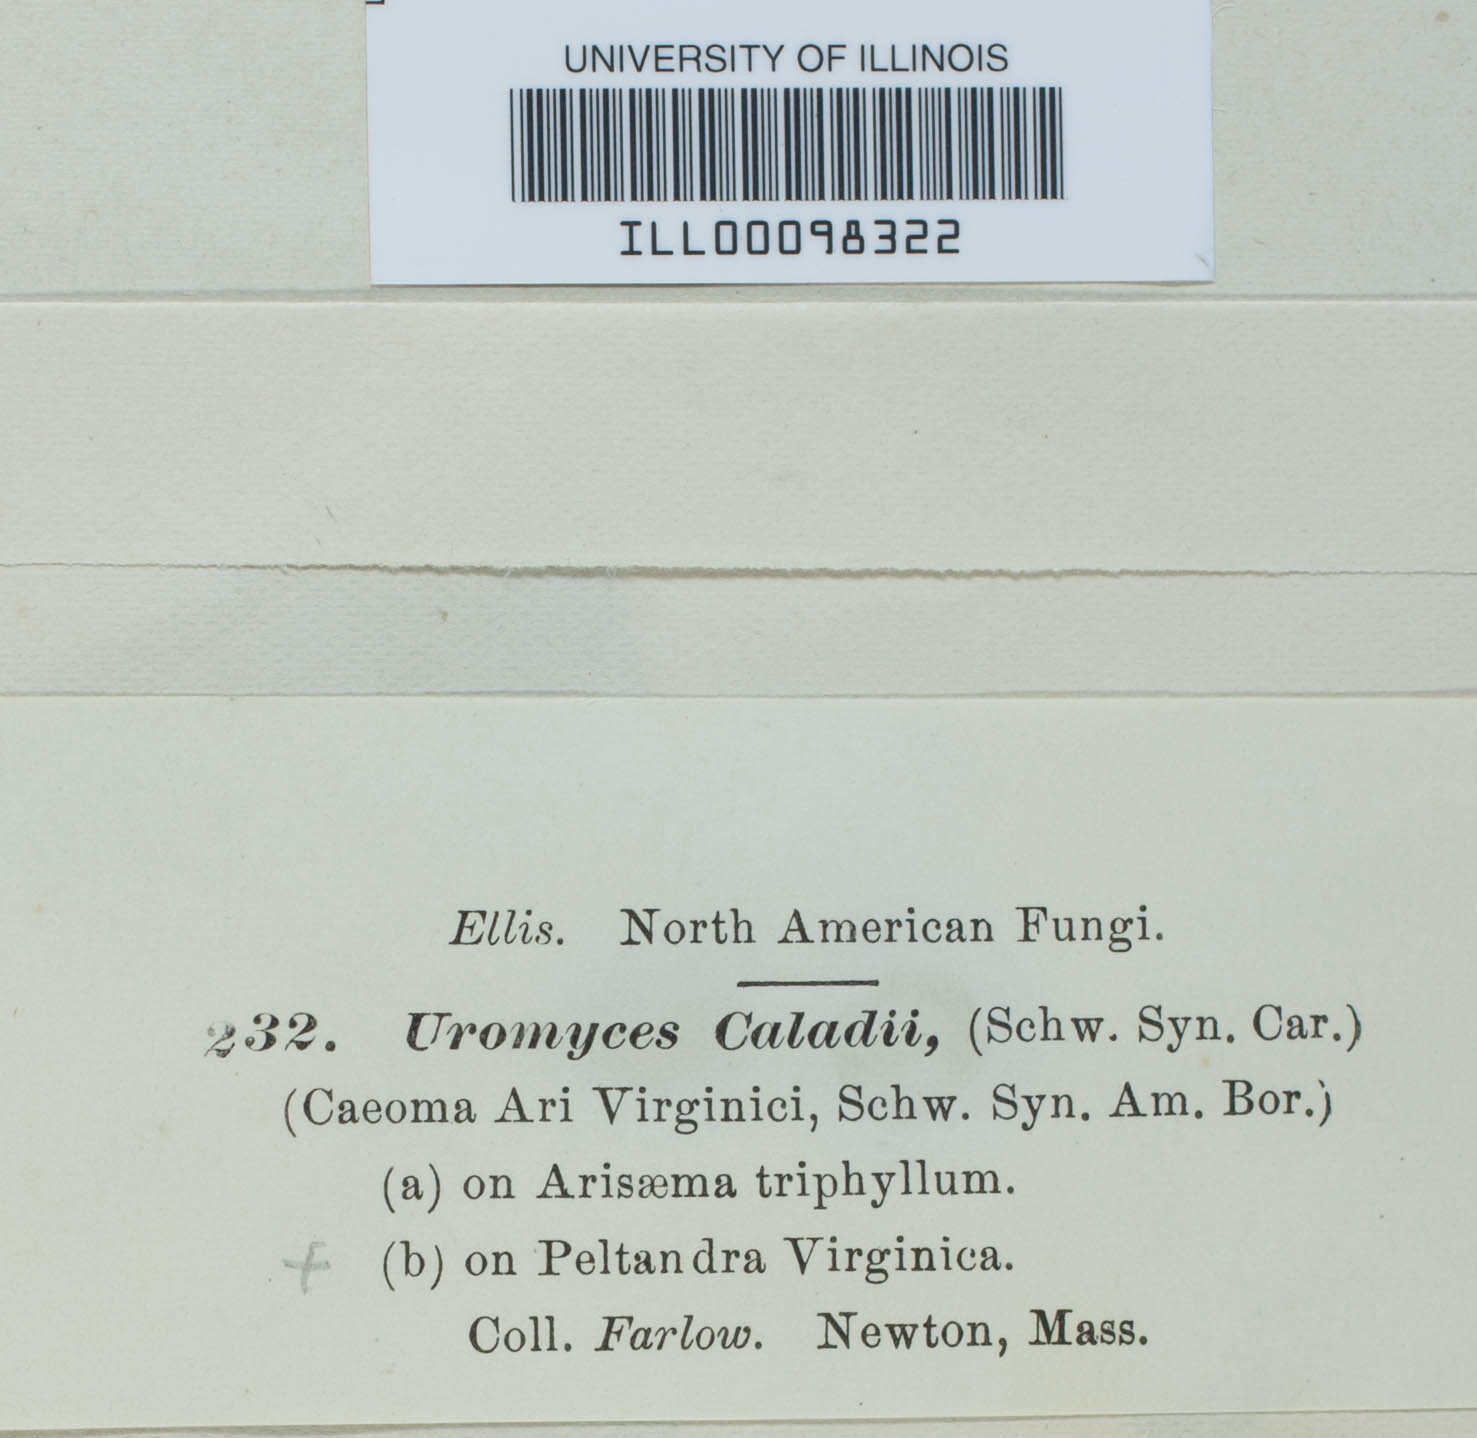 UNIVERSITY OF ILLINOIS
ILL00098322
Ellis. North American Fungi.
232. Uromyces Caladii, (Schw. Syn. Car.)
(Caeoma Ari Virginici, Schw. Syn. Am. Bor.)
(a) on Arisæma triphyllum.
+ (b) on Peltandra Virginica.
Coll. Farlow. Newton, Mass.